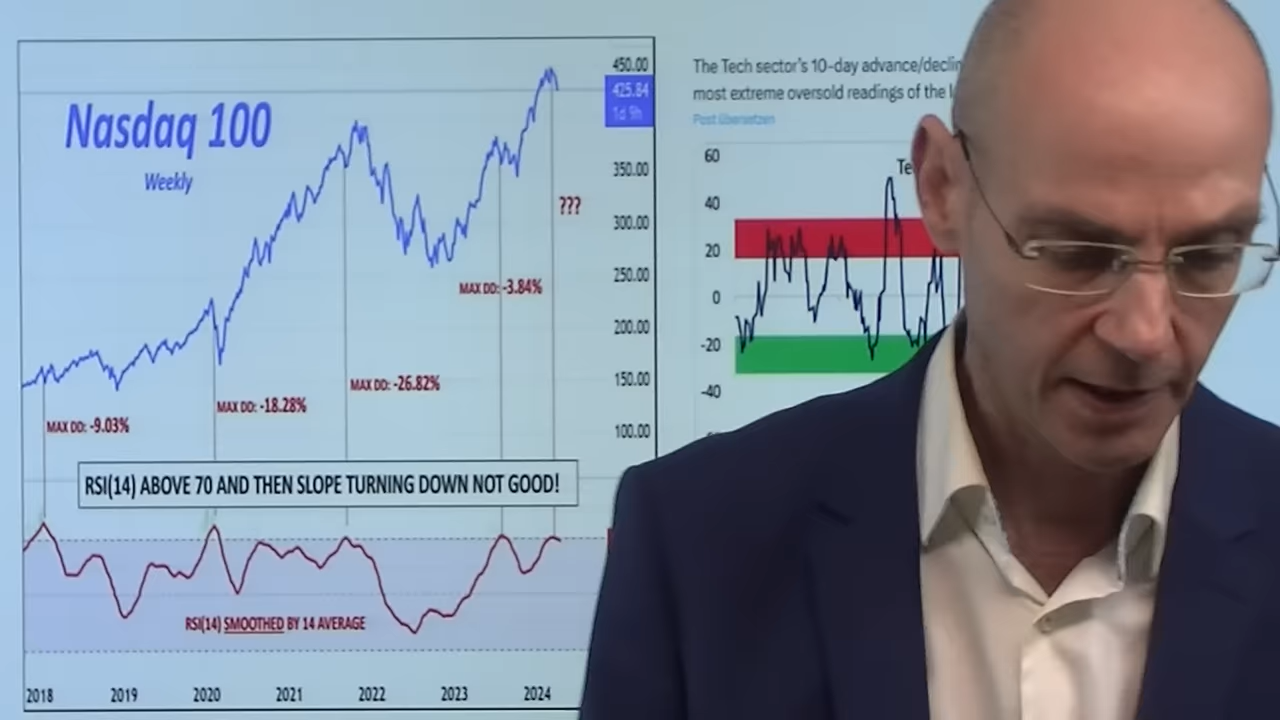 Nasdaq 100
Weekly
450.00
425.84
1d 9h
350.00
???
300.00
250.00
MAX DD: -3.84%
200.00
150.00
MAX DD: -26.82%
MAX DD: -18.28%
MAX DD: -9.03%
100.00
RSI(14) ABOVE 70 AND THEN SLOPE TURNING DOWN NOT GOOD!
RSI(14) SMOOTHED BY 14 AVERAGE
2018 2019 2020 2021 2022 2023 2024
The Tech sector's 10-day
most extreme oversold readings of the
Post übersetzen
60
40
20
0
-20
-40